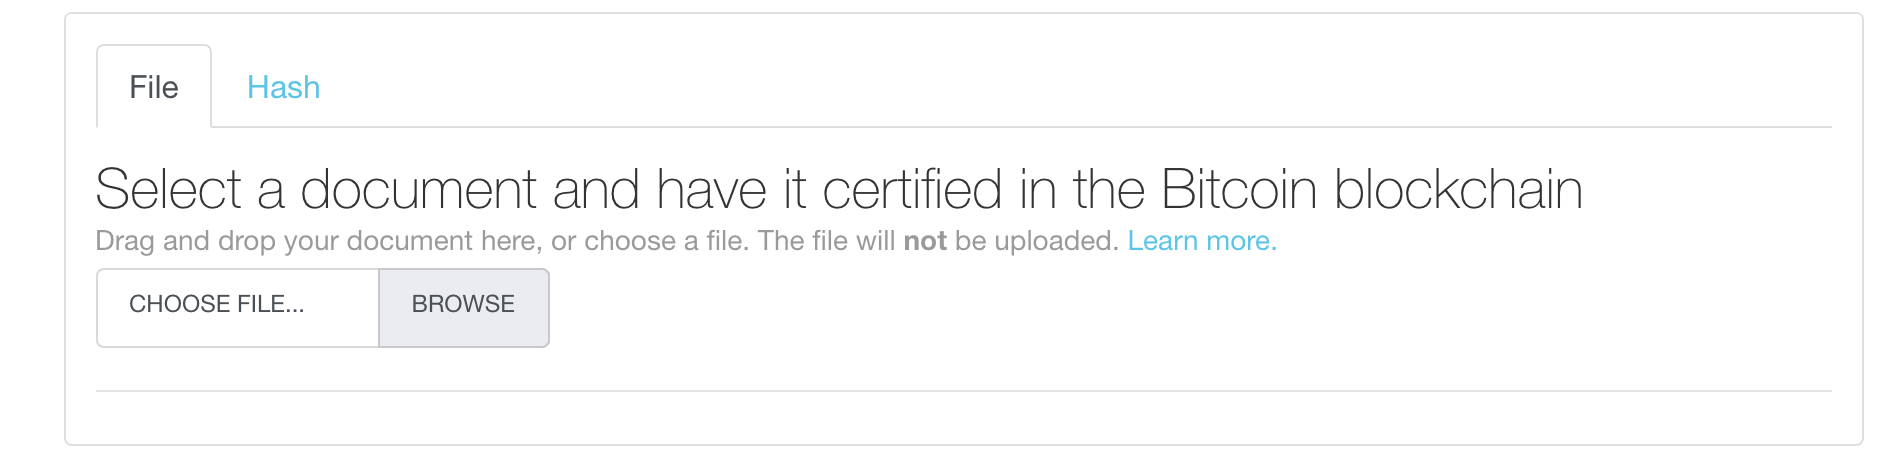 File
Hash
Select a document and have it certified in the Bitcoin blockchain
Drag and drop your document here, or choose a file. The file will not be uploaded. Learn more.
CHOOSE FILE...
BROWSE